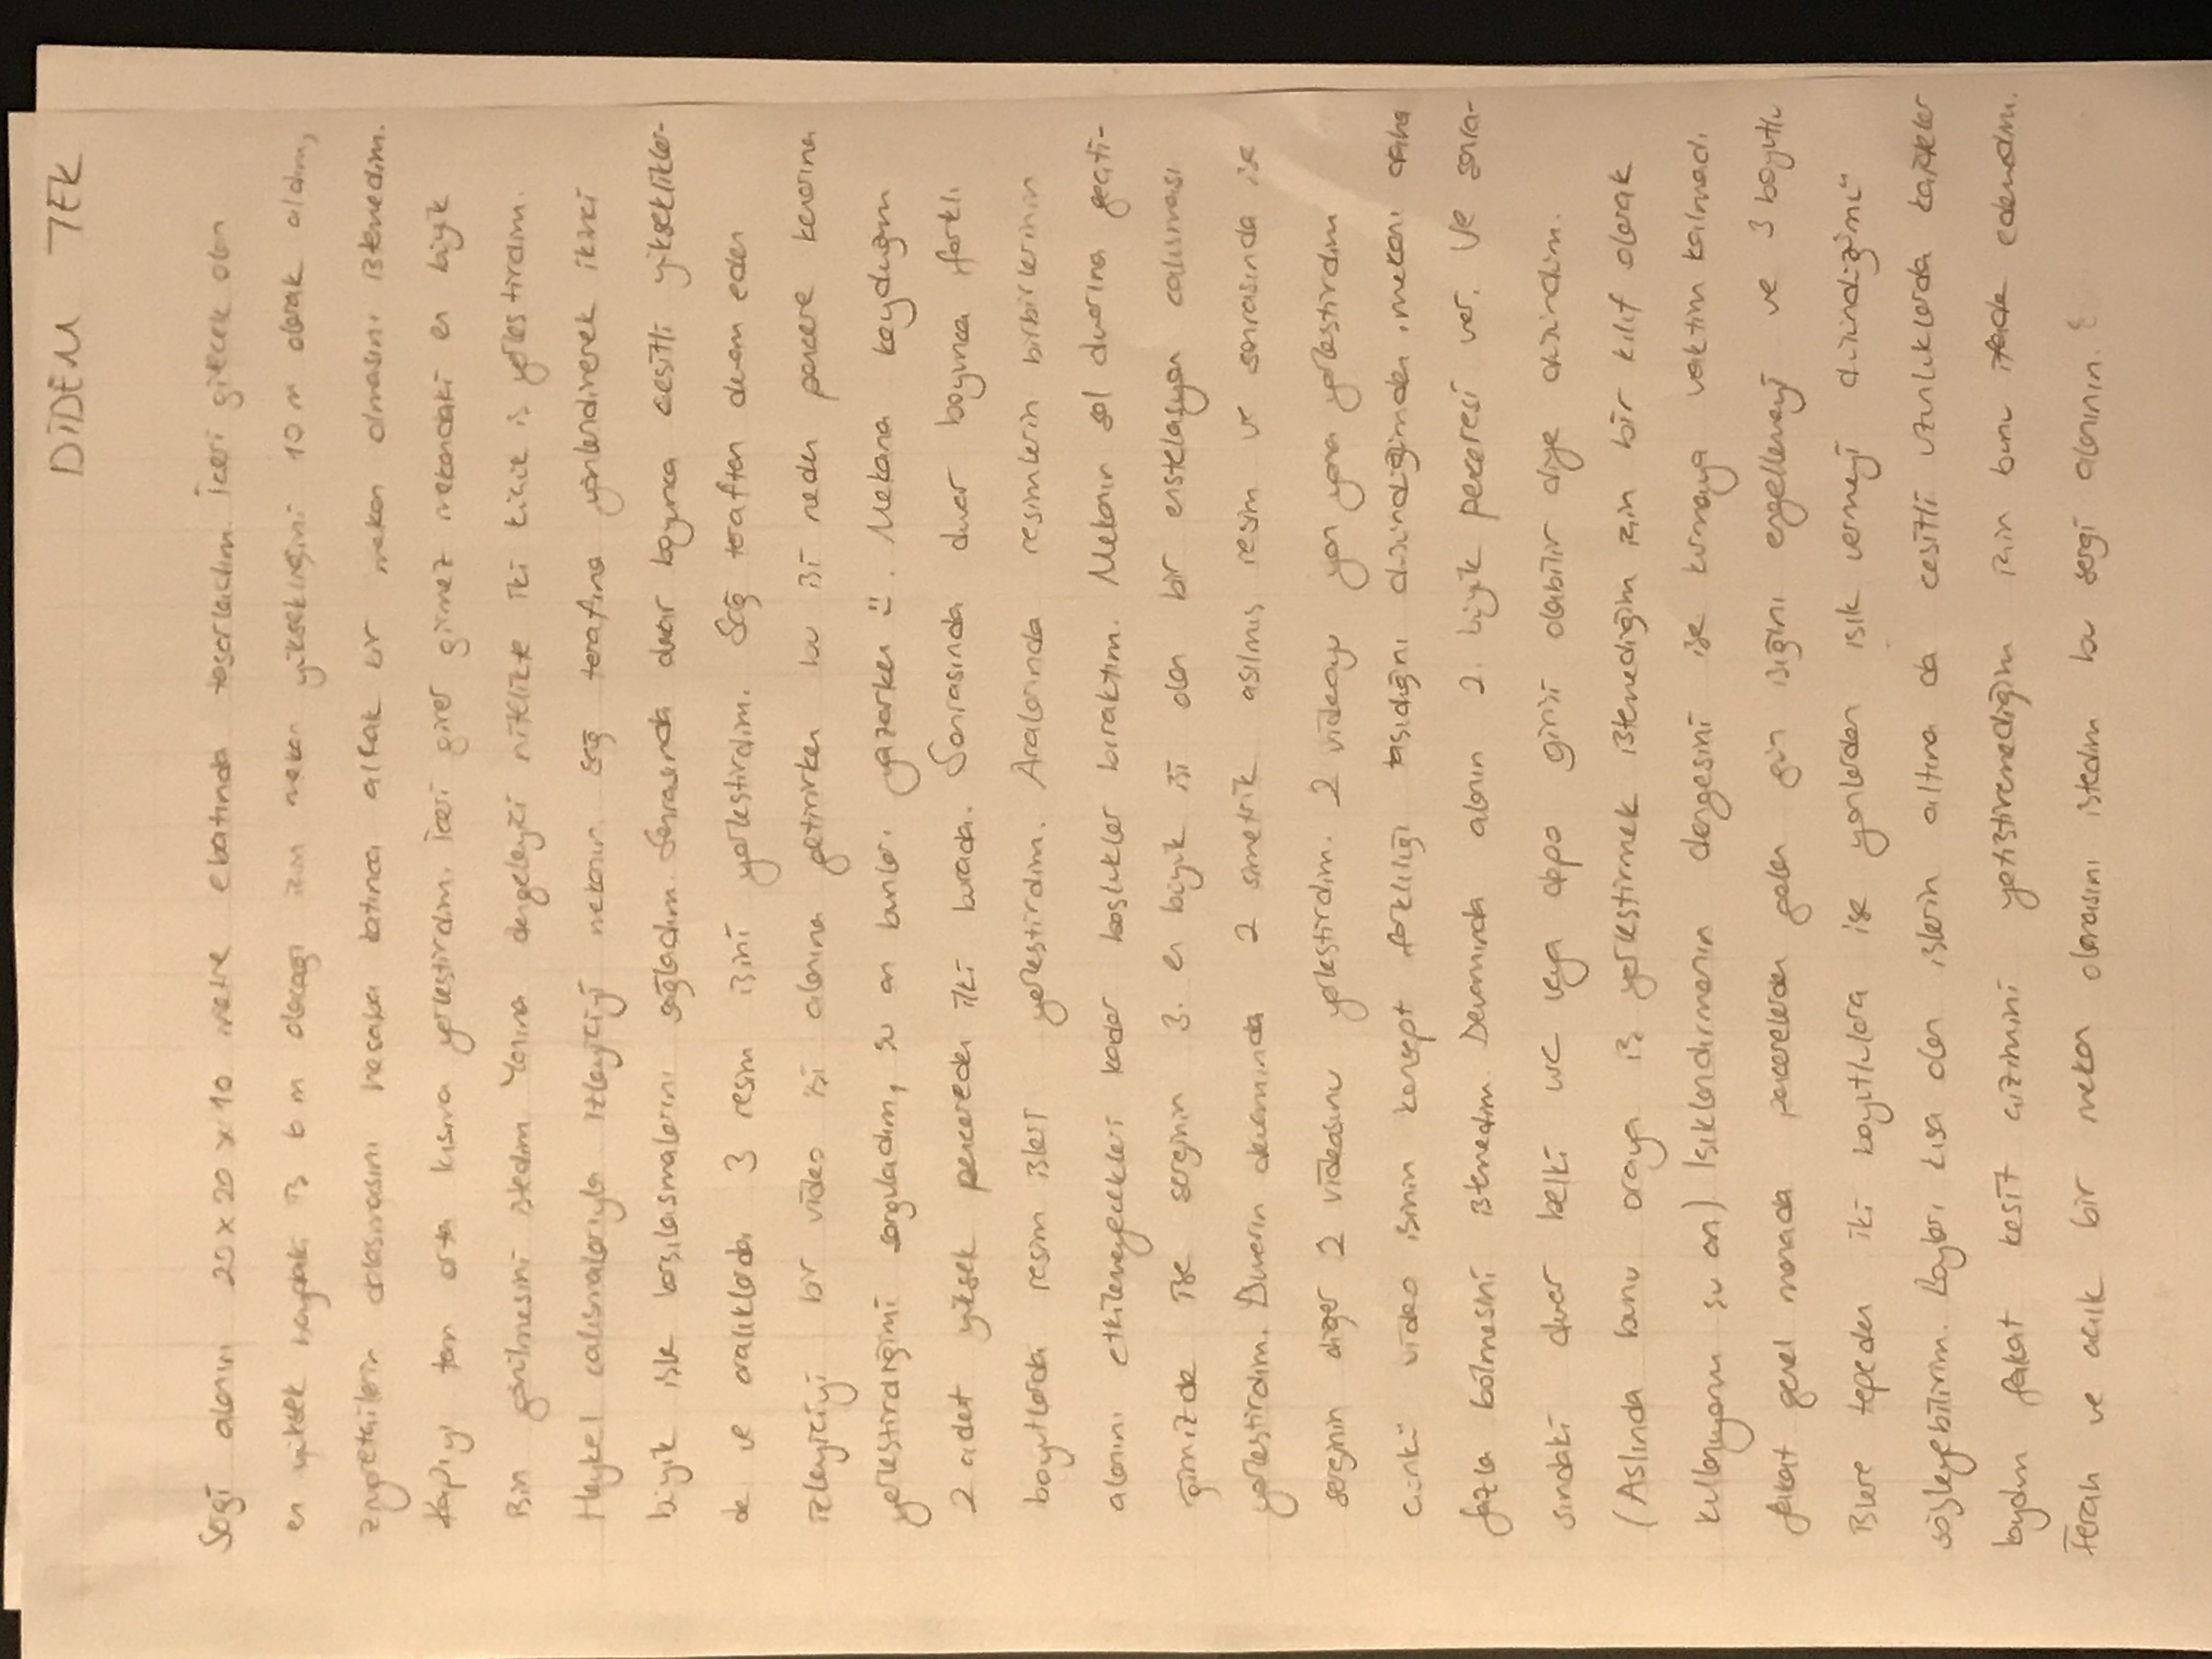 DİDEM TEK
Sergi alanını 20x20x10 metre ebatında tasarladım. İçeri girecek olan
en yüksek boydaki iş 6 m olacağı için mekan yüksekliğini 10 m olarak aldım,
ziyaretçilerin dolaşmasını hesaba katınca alçak bir mekan olmasını istemedim.
Kapıyı tam orta kısma yerleştirdim. İçeri girer girmez mekandaki en büyük
işin görülmesini istedim. Yanına dengeleyici nitelikte iki küçük iş yerleştirdim.
Heykel çalışmalarıyla izleyiciyi mekanın sağ tarafına yönlendirerek ikinci
büyük işle karşılaşmalarını sağladım. Sonrasında duvar boyunca çeşitli yükseklikler-
de ve aralıklarda 3 resim işini yerleştirdim. Sağ taraftan devam eden
izleyiciyi bir video işi alanına getirirken bu işi neden pencere kenarına
yerleştirdiğimi sorguladım, şu an bunları yazarken :). Mekana koyduğum
2 adet yüksek pencereden ilki burada. Sonrasında duvar boyunca farklı
boyutlarda resim işleri yerleştirdim. Aralarında resimlerin birbirlerinin
alanını etkilemeyecekleri kadar boşluklar bıraktım. Mekanın sol duvarına geçti-
ğimizde ise serginin 3. en büyük işi olan bir enstelasyon çalışması
yerleştirdim. Duvarın devamında 2 simetrik asılmış resim ve sonrasında ise
serginin diğer 2 videosunu yerleştirdim. 2 videoyu yan yana yerleştirdim
çünkü video işinin konsept farklılığı taşıdığını düşündüğümden, mekanı daha
fazla bölmesini istemedim. Devamında alanın 2. büyük penceresi var. Ve sonra-
sındaki duvar belki wc veya depo girişi olabilir diye düşündüm.
(Aslında bunu oraya iş yerleştirmek istemediğim için bir kılıf olarak
kullanıyorum şu an) Işıklandırmanın dengesini ise kurmaya vaktim kalmadı
fakat genel manada pencerelerden gelen gün ışığını engellemeyi ve 3 boyutlu
işlere tepeden iki boyutlulara ise yanlardan ışık vermeyi düşündüğümü
söyleyebilirim. Boyları kısa olan işlerin altına da çeşitli uzunluklarda kaideler
koydum fakat kesit çizimini yetiştiremediğim için bunu ifade edemedim.
Ferah ve açık bir mekan olmasını istedim bu sergi alanının.